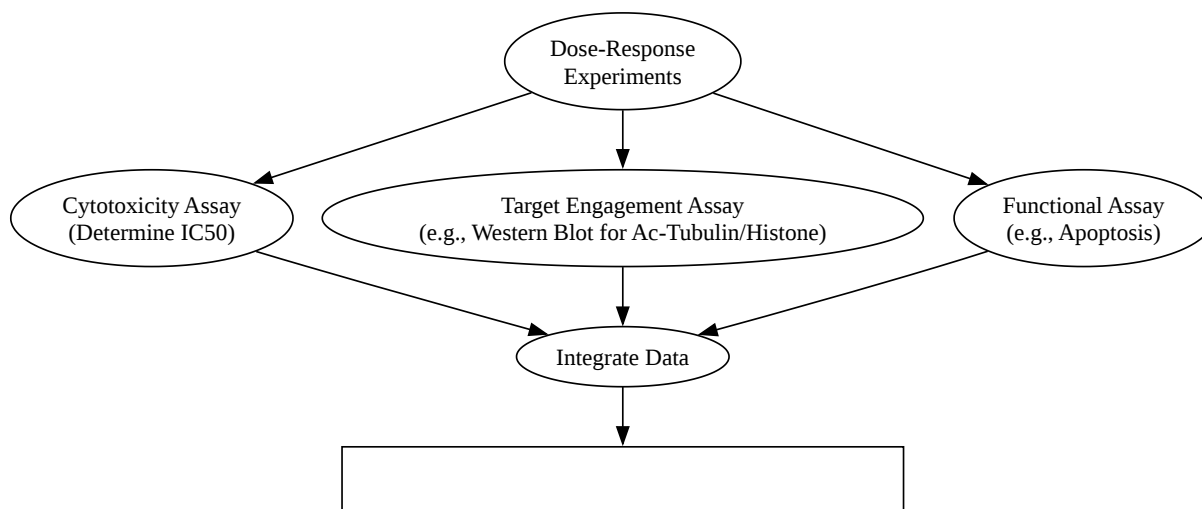 Dose-Response
Experiments
Cytotoxicity Assay
(Determine IC50)
Target Engagement Assay
(e.g., Western Blot for Ac-Tubulin/Histone)
Functional Assay
(e.g., Apoptosis)
Integrate Data